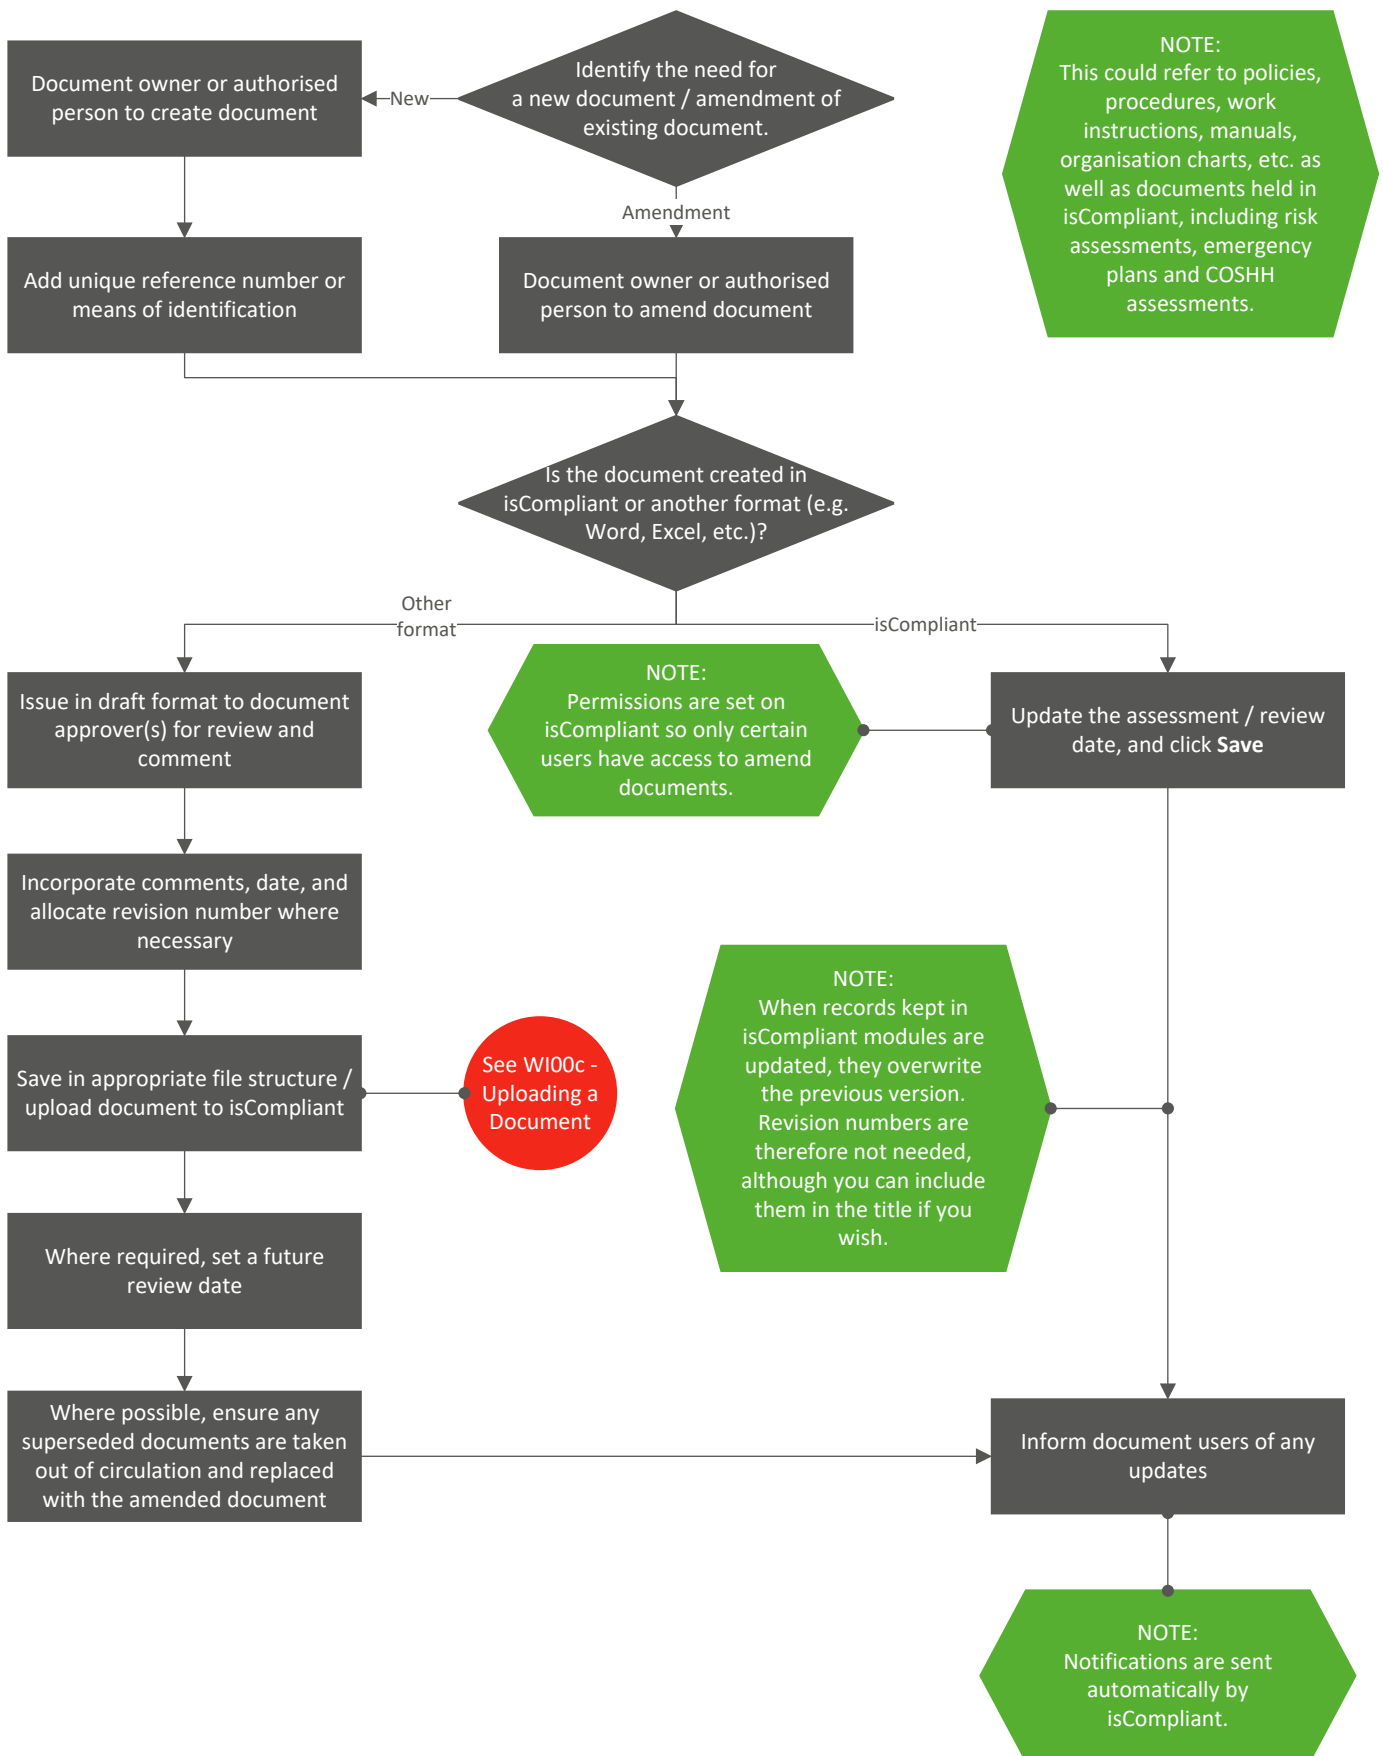 Identify the need for
a new document / amendment of
existing document.
New
Document owner or authorised
person to create document
NOTE:
This could refer to policies,
procedures, work
instructions, manuals,
organisation charts, etc. as
well as documents held in
isCompliant, including risk
assessments, emergency
plans and COSHH
assessments.
Amendment
Add unique reference number or
means of identification
Document owner or authorised
person to amend document
Is the document created in
isCompliant or another format (e.g.
Word, Excel, etc.)?
Other
format
isCompliant
Issue in draft format to document
approver(s) for review and
comment
NOTE:
Permissions are set on
isCompliant so only certain
users have access to amend
documents.
Update the assessment / review
date, and click Save
Incorporate comments, date, and
allocate revision number where
necessary
NOTE:
When records kept in
isCompliant modules are
updated, they overwrite
the previous version.
Revision numbers are
therefore not needed,
although you can include
them in the title if you
wish.
Save in appropriate file structure /
upload document to isCompliant
See WI00c -
Uploading a
Document
Where required, set a future
review date
Where possible, ensure any
superseded documents are taken
out of circulation and replaced
with the amended document
Inform document users of any
updates
NOTE:
Notifications are sent
automatically by
isCompliant.